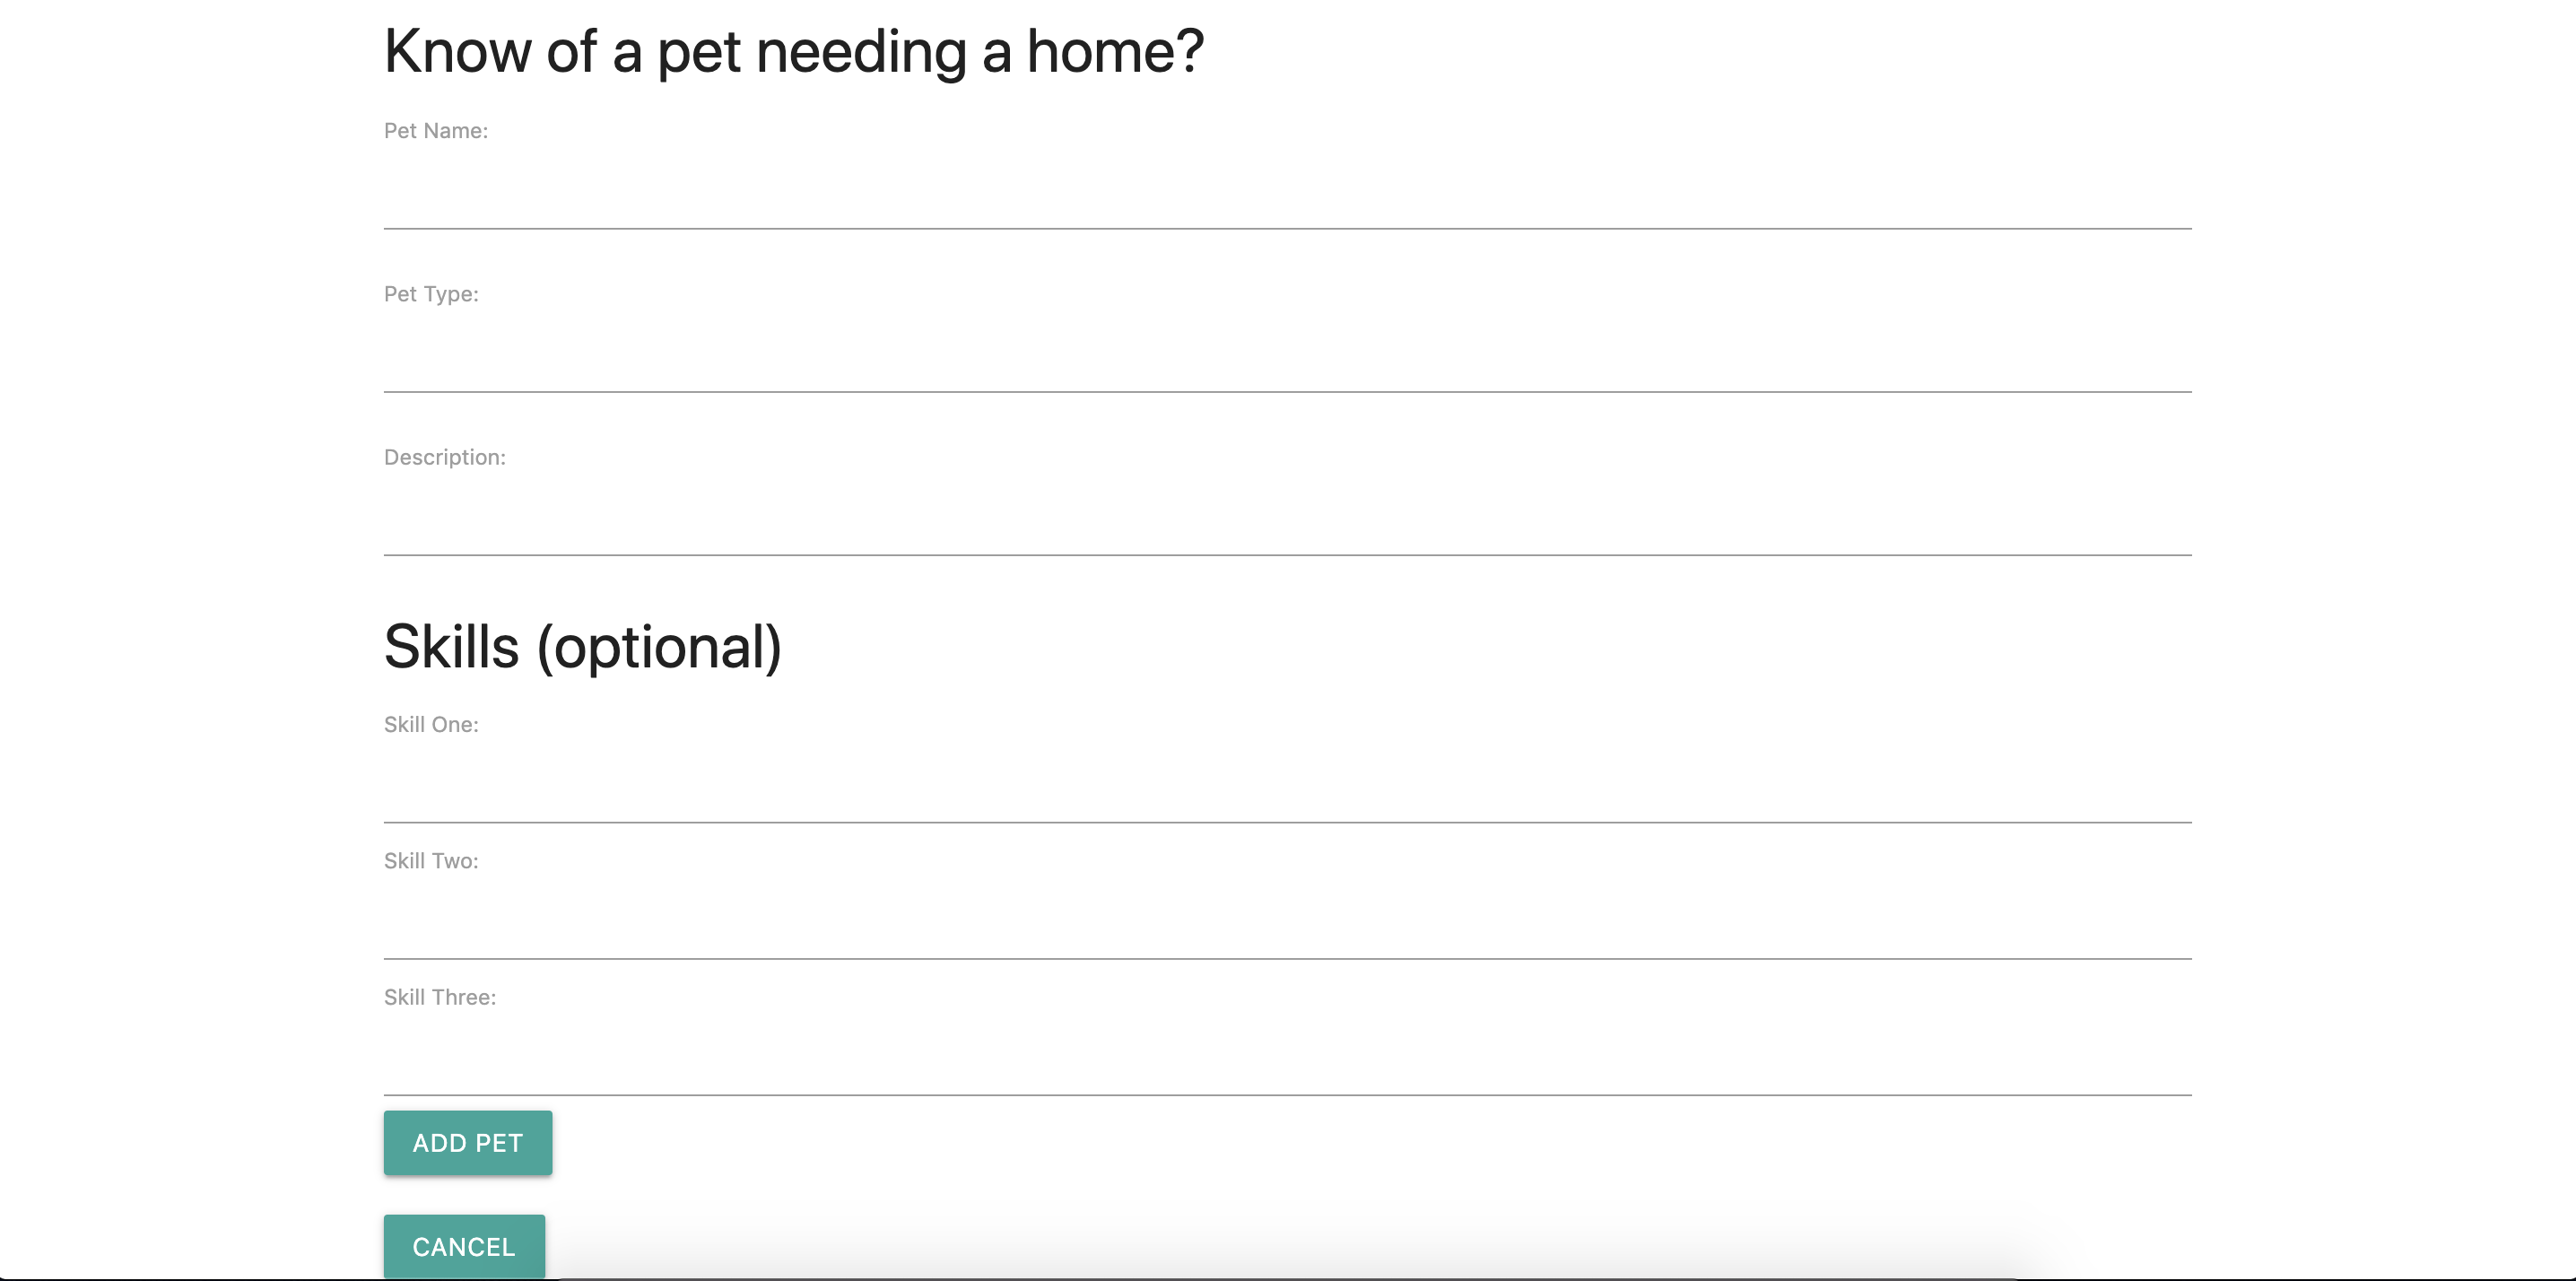 Know of a pet needing a home?
Pet Name:
Pet Type:
Description:
Skills (optional)
Skill One:
Skill Two:
Skill Three:
ADD PET
CANCEL